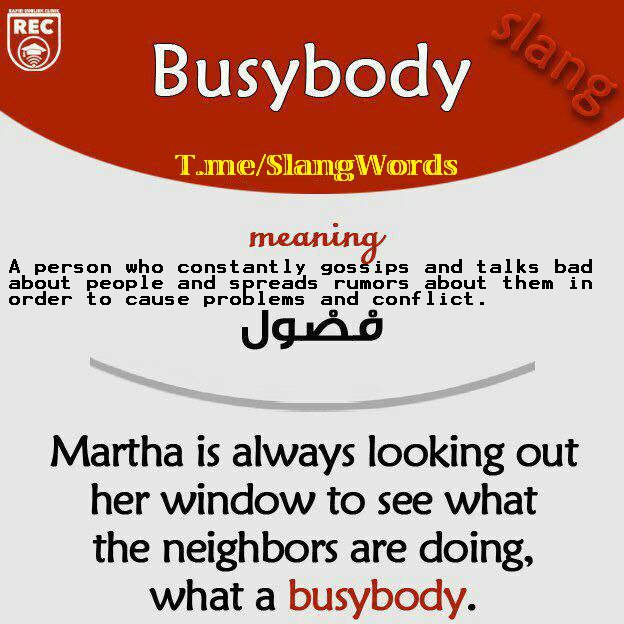 RAPID ENGLISH CLINIC
REC
slang
Busybody
T.me/SlangWords
meaning
A person who constantly gossips and talks bad
about people and spreads rumors about them in
order to cause problems and conflict.
فْضْول
Martha is always looking out
her window to see what
the neighbors are doing,
what a busybody.